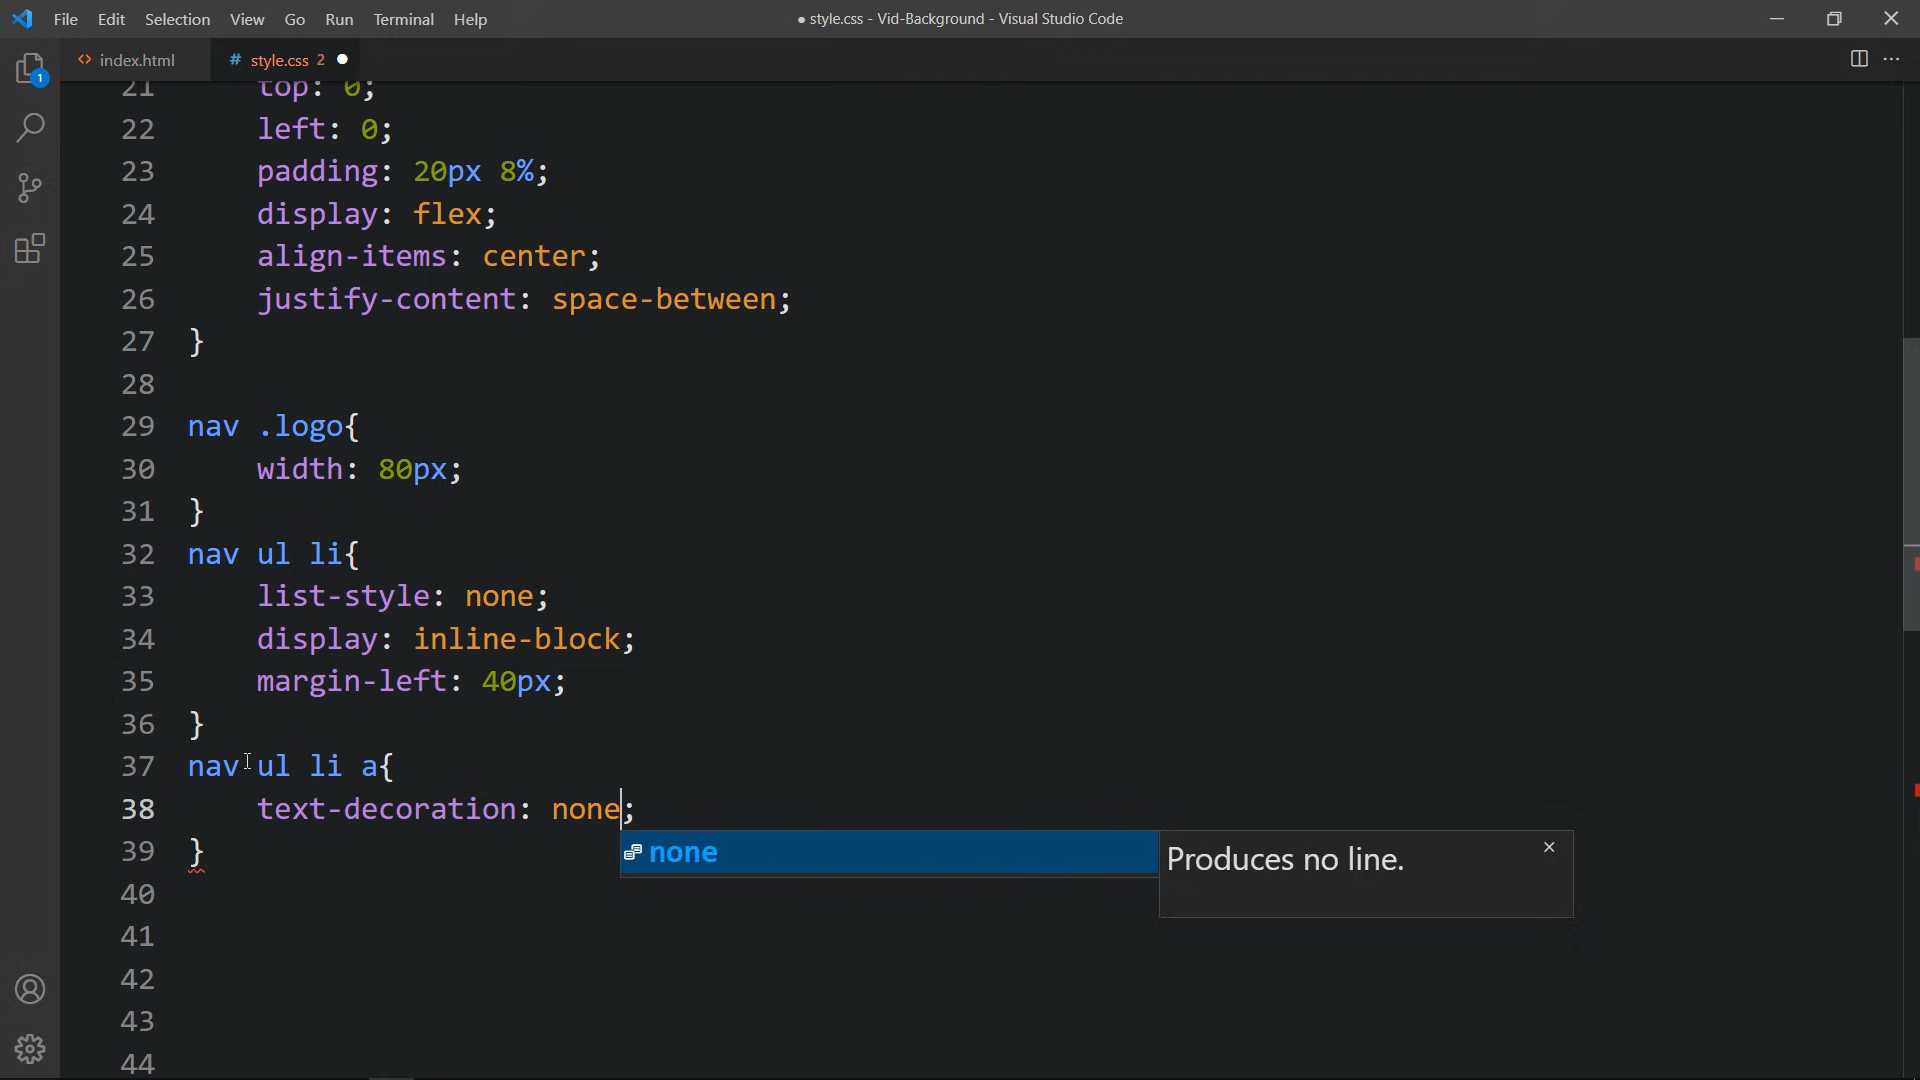 File Edit Selection View Go Run Terminal Help
● style.css - Vid-Background - Visual Studio Code
1
<> index.html
# style.css 2 ●
21 top: 0;
22 left: 0;
23 padding: 20px 8%;
24 display: flex;
25 align-items: center;
26 justify-content: space-between;
27 }
28
29 nav .logo{
30 width: 80px;
31 }
32 nav ul li{
33 list-style: none;
34 display: inline-block;
35 margin-left: 40px;
36 }
37 nav ul li a{
38 text-decoration: none;
39 }
none
Produces no line.
40
41
42
43
44